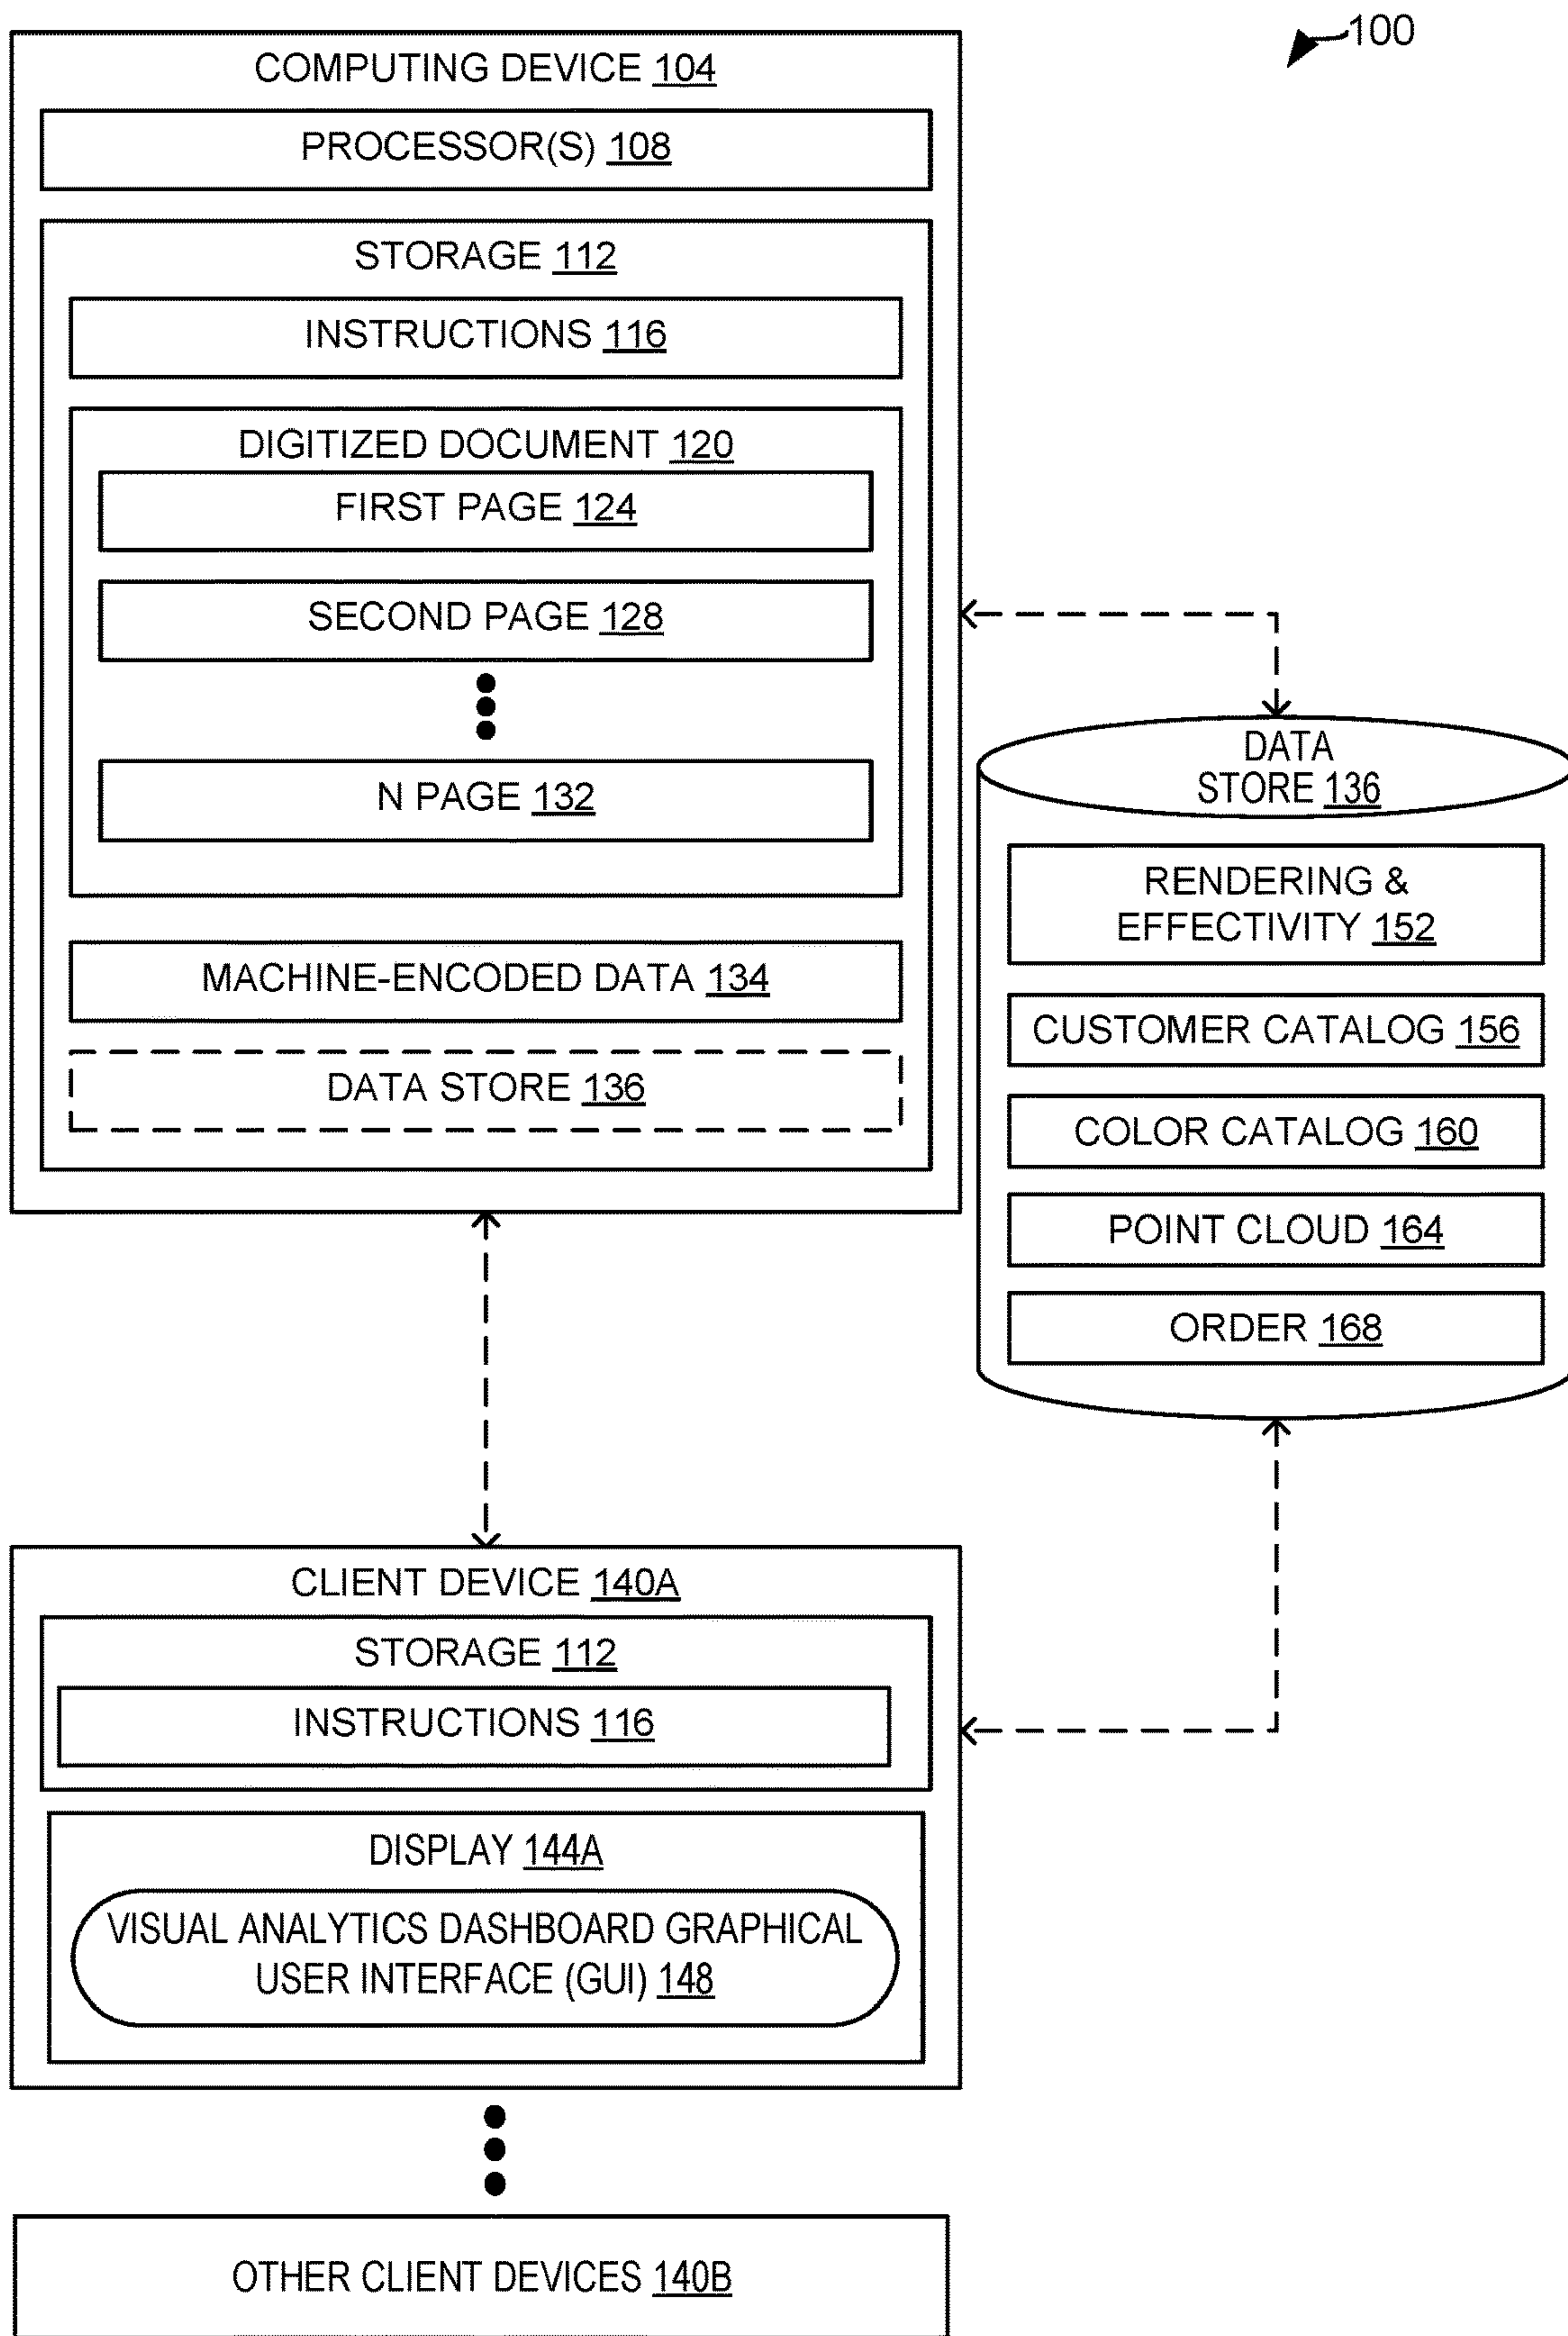 100
COMPUTING DEVICE 104
PROCESSOR(S) 108
STORAGE 112
INSTRUCTIONS 116
DIGITIZED DOCUMENT 120
FIRST PAGE 124
SECOND PAGE 128
N PAGE 132
MACHINE-ENCODED DATA 134
DATA STORE 136
DATA
STORE 136
RENDERING &
EFFECTIVITY 152
CUSTOMER CATALOG 156
COLOR CATALOG 160
POINT CLOUD 164
ORDER 168
CLIENT DEVICE 140A
STORAGE 112
INSTRUCTIONS 116
DISPLAY 144A
VISUAL ANALYTICS DASHBOARD GRAPHICAL
USER INTERFACE (GUI) 148
OTHER CLIENT DEVICES 140B